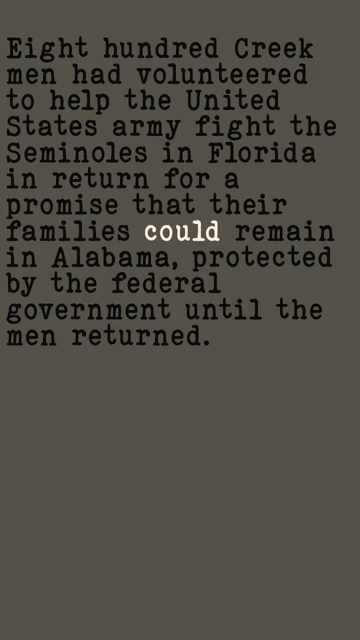 Eight hundred Creek
men had volunteered
to help the United
States army fight the
Seminoles in Florida
in return for a
promise that their
families could remain
in Alabama, protected
by the federal
government until the
men returned.